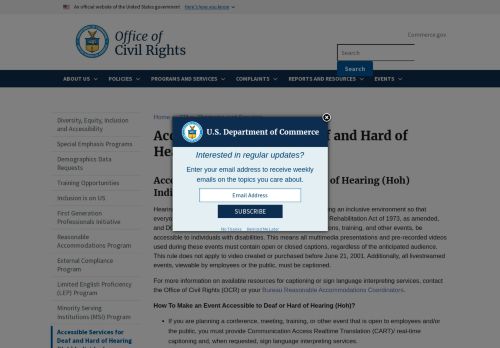 An official website of the United States government Here's how you know
Office of
Civil Rights
Commerce.gov
Search
Search
ABOUT US
POLICIES
PROGRAMS AND SERVICES
COMPLAINTS
REPORTS AND RESOURCES
EVENTS
Diversity, Equity, Inclusion
and Accessibility
Special Emphasis Programs
Demographics Data
Requests
Training Opportunities
Inclusion is on US
First Generation
Professionals Initiative
Reasonable
Accommodations Program
External Compliance
Program
Limited English Proficiency
(LEP) Program
Minority Serving
Institutions (MSI) Program
Accessible Services for
Deaf and Hard of Hearing
Home
Acc
f and Hard of
Hea
U.S. Department of Commerce
Interested in regular updates?
Enter your email address to receive weekly
emails on the topics you care about.
Email Address
SUBSCRIBE
No Thanks Remind Me Later
Acce
of Hearing (Hoh)
Indi
Hearing
ng an inclusive environment so that
everyo
Rehabilitation Act of 1973, as amended,
and D
ons, training, and other events, be
accessible to individuals with disabilities. This means all multimedia presentations and pre-recorded videos
used during these events must contain open or closed captions, regardless of the anticipated audience.
This rule does not apply to video created or purchased before June 21, 2001. Additionally, all livestreamed
events, viewable by employees or the public, must be captioned.
For more information on available resources for captioning or sign language interpreting services, contact
the Office of Civil Rights (OCR) or your Bureau Reasonable Accommodations Coordinators.
How To Make an Event Accessible to Deaf or Hard of Hearing (Hoh)?
If you are planning a conference, meeting, training, or other event that is open to employees and/or
the public, you must provide Communication Access Realtime Translation (CART)/ real-time
captioning and, when requested, sign language interpreting services.